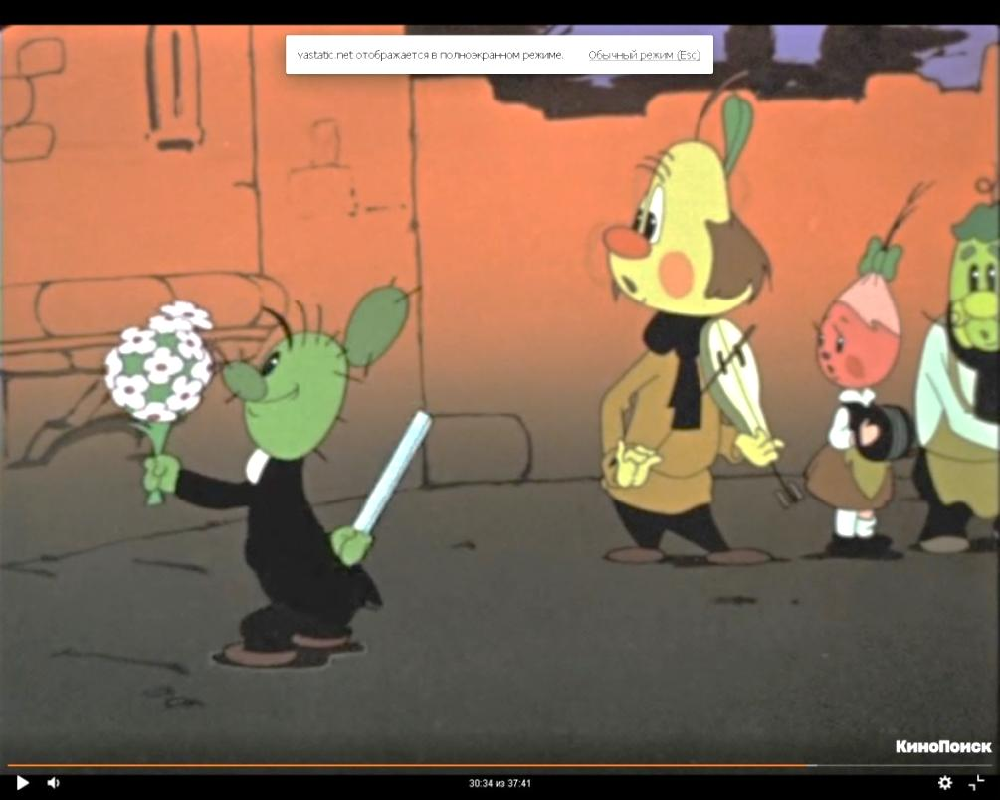 yastatic.net отображается в полноэкранном режиме. Обычный режим (Esc)
КиноПоиск
30:34 из 37:41